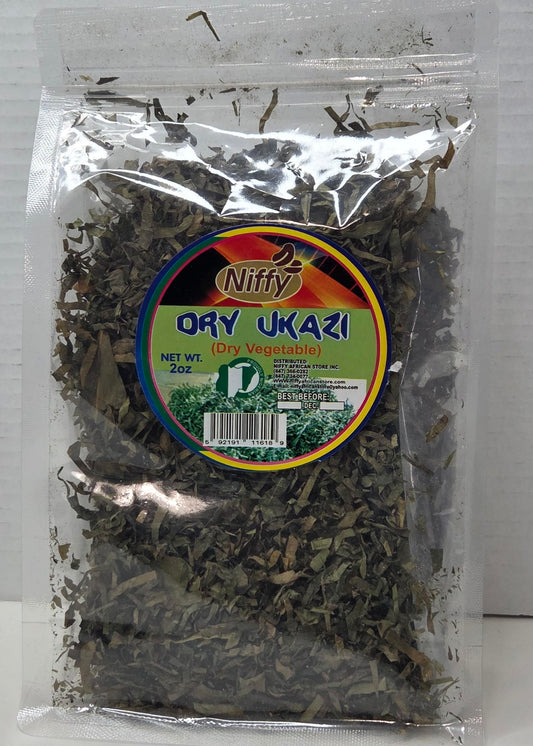 Niffy
DRY UKAZI
(Dry Vegetable)
NET WT.
2oz
DISTRIBUTED:
NIFFY AFRICAN STORE INC
BEST BEFORE:
DEC
5 92191 11618 9